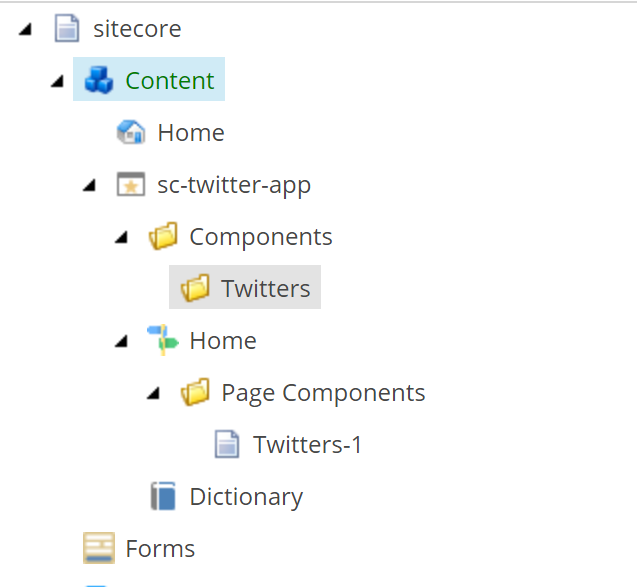 sitecore
Content
Home
sc-twitter-app
Components
Twitters
Home
Page Components
Twitters-1
Dictionary
Forms